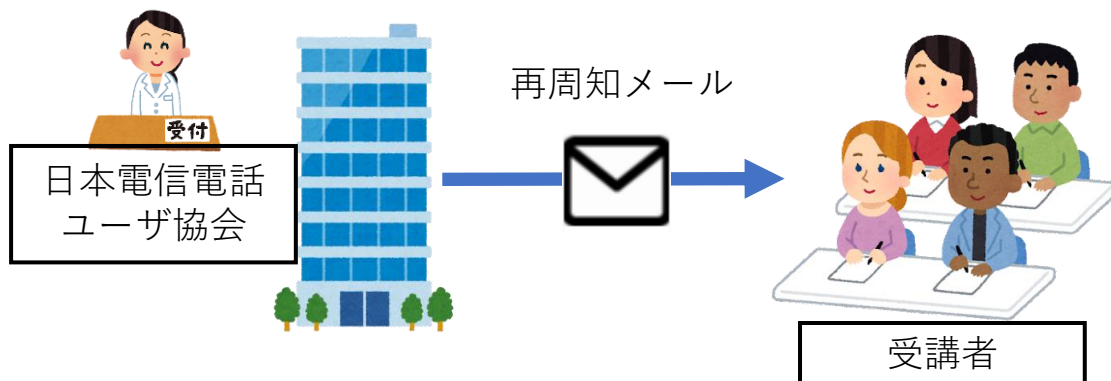 受付
日本電信電話
ユーザ協会
再周知メール
受講者